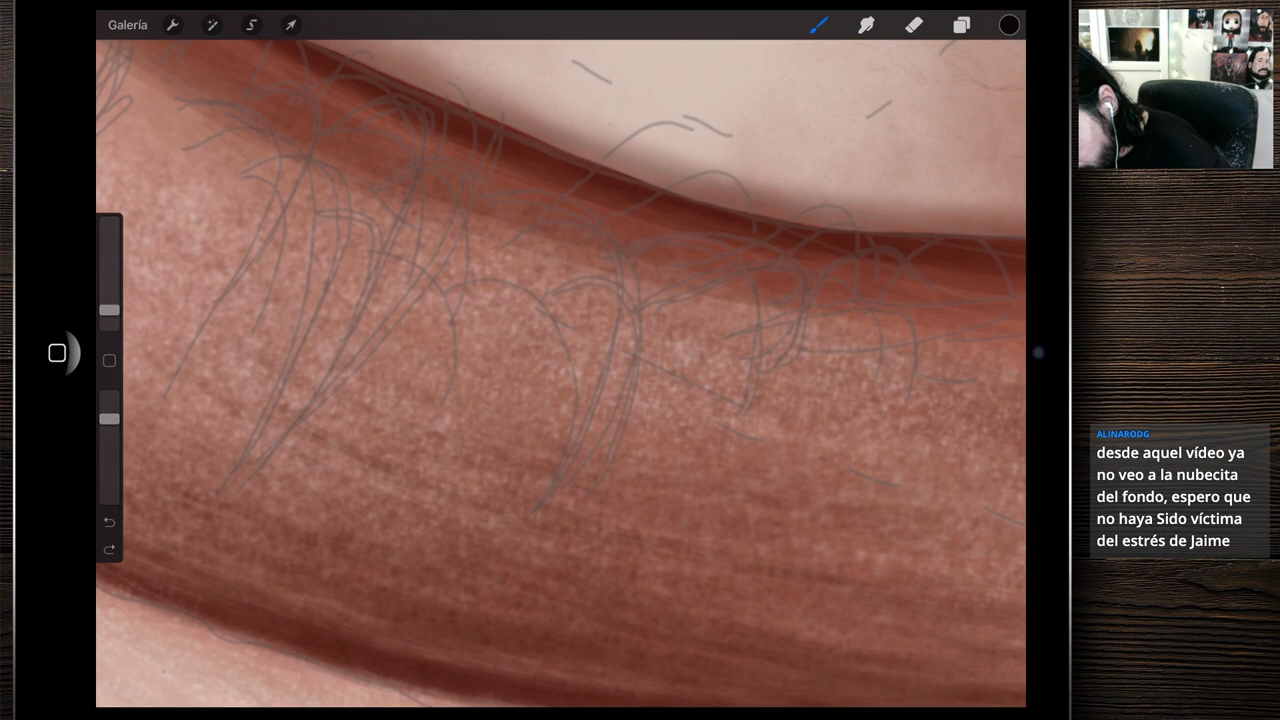 Galería
ALINARODG
desde aquel vídeo ya
no veo a la nubecita
del fondo, espero que
no haya Sido víctima
del estrés de Jaime